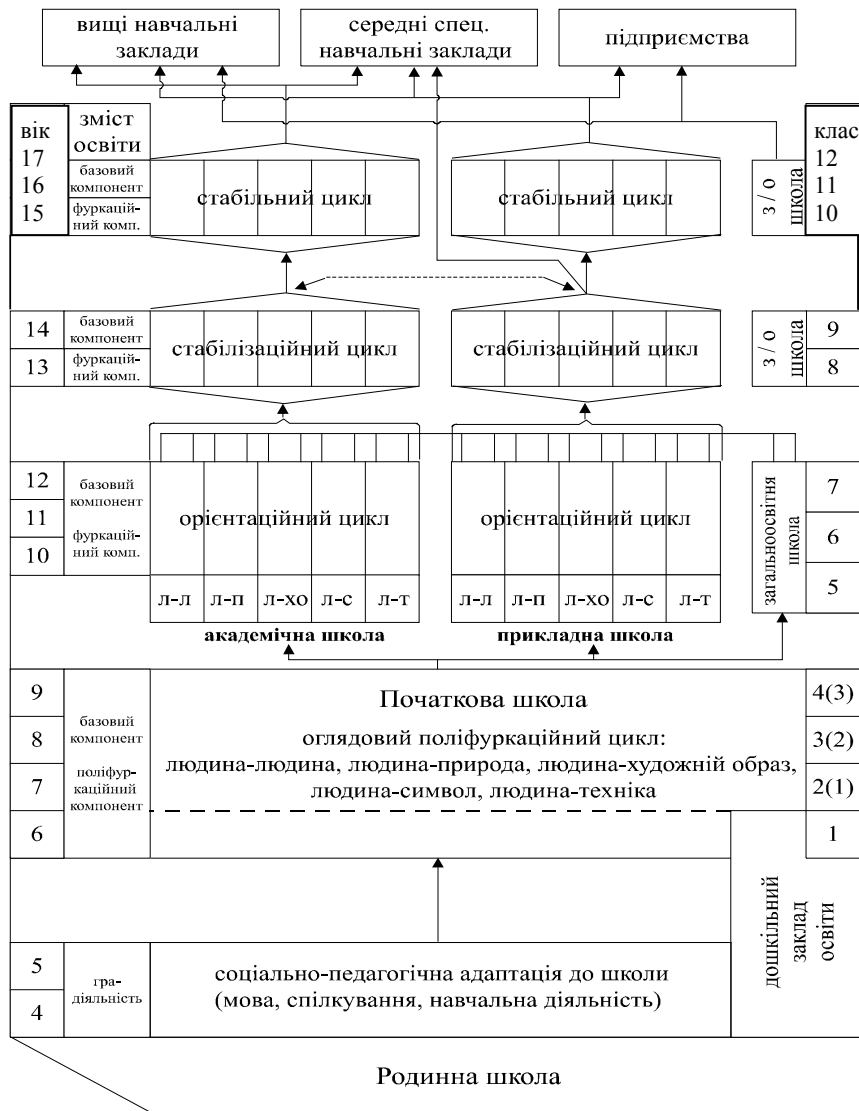 вищі навчальні
заклади
середні спец.
навчальні заклади
підприємства
вік
17
16
15
зміст
освіти
базовий
компонент
фуркацій-
ний комп.
стабільний цикл
стабільний цикл
з / о
школа
клас
12
11
10
14
13
базовий
компонент
фуркацій-
ний комп.
стабілізаційний цикл
стабілізаційний цикл
з / о
школа
9
8
12
11
10
базовий
компонент
фуркацій-
ний комп.
орієнтаційний цикл
л-л л-п л-хо л-с л-т
академічна школа
орієнтаційний цикл
л-л л-п л-хо л-с л-т
прикладна школа
загальноосвітня
школа
7
6
5
9
8
7
6
базовий
компонент
поліфур-
каційний
компонент
Початкова школа
оглядовий поліфуркаційний цикл:
людина-людина, людина-природа, людина-художній образ,
людина-символ, людина-техніка
4(3)
3(2)
2(1)
1
дошкільний
заклад
освіти
5
4
гра-
діяльність
соціально-педагогічна адаптація до школи
(мова, спілкування, навчальна діяльність)
Родинна школа